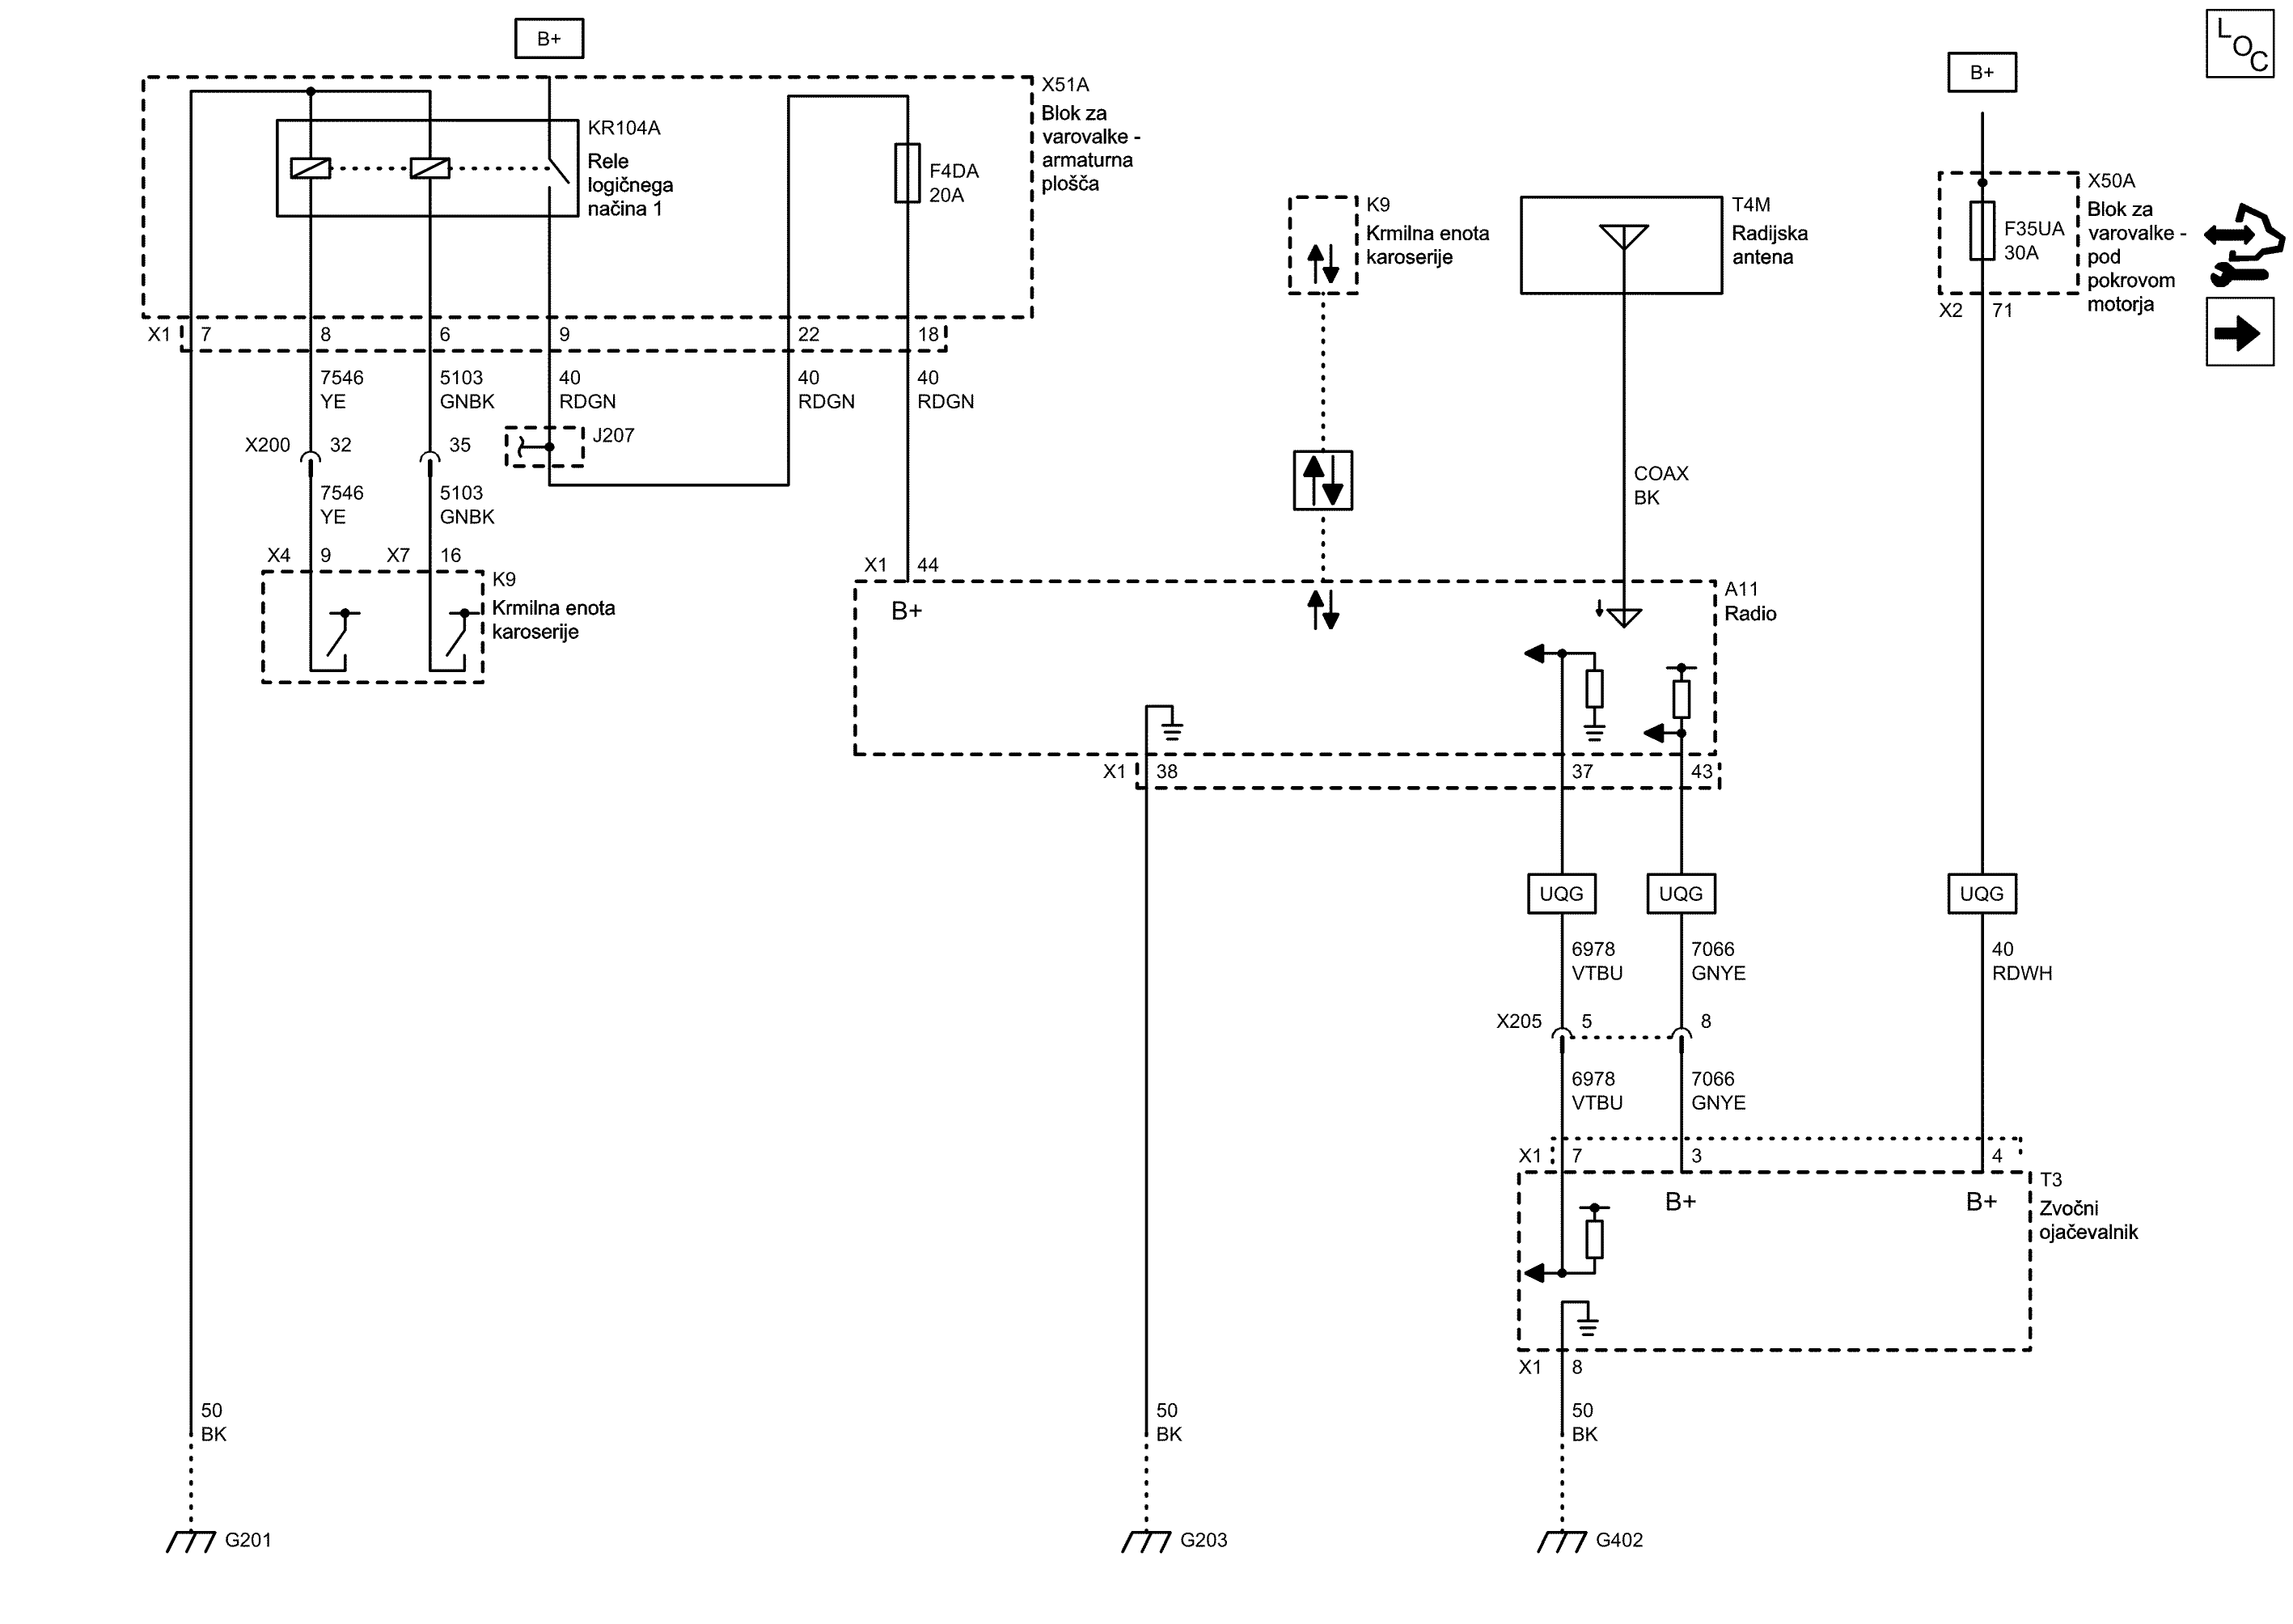 B+
LOC
B+
X51A
Blok za
varovalke -
armaturna
plošča
KR104A
Rele
logičnega
načina 1
F4DA
20A
K9
Krmilna enota
karoserije
T4M
Radijska
antena
X50A
Blok za
varovalke -
pod
pokrovom
motorja
F35UA
30A
X2 71
X1 7 8 6 9 22 18
7546
YE
5103
GNBK
40
RDGN
40
RDGN
40
RDGN
X200 32 35
J207
7546
YE
5103
GNBK
COAX
BK
X4 9 X7 16
K9
Krmilna enota
karoserije
X1 44
B+
A11
Radio
X1 38 37 43
UQG UQG UQG
6978
VTBU
7066
GNYE
40
RDWH
X205 5 8
6978
VTBU
7066
GNYE
X1 7 3 4
B+ B+
T3
Zvočni
ojačevalnik
X1 8
50
BK
50
BK
50
BK
G201 G203 G402